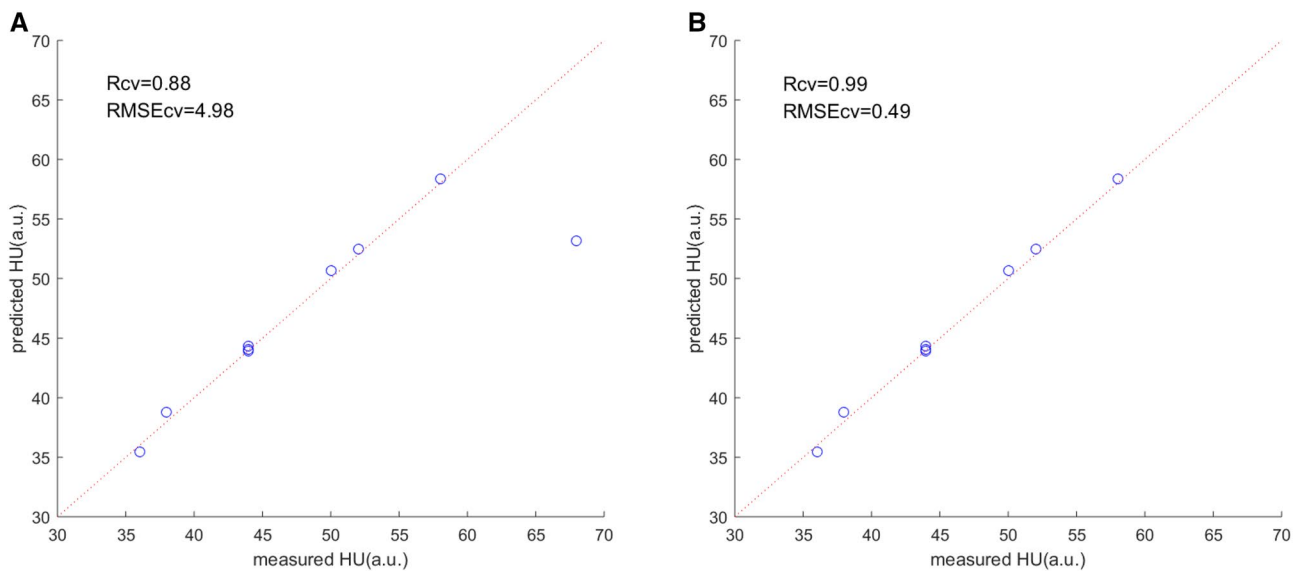 A
70
65
60
55
50
45
40
35
30
30 35 40 45 50 55 60 65 70
predicted HU(a.u.)
measured HU(a.u.)
Rcv=0.88
RMSEcv=4.98
B
70
65
60
55
50
45
40
35
30
30 35 40 45 50 55 60 65 70
predicted HU(a.u.)
measured HU(a.u.)
Rcv=0.99
RMSEcv=0.49